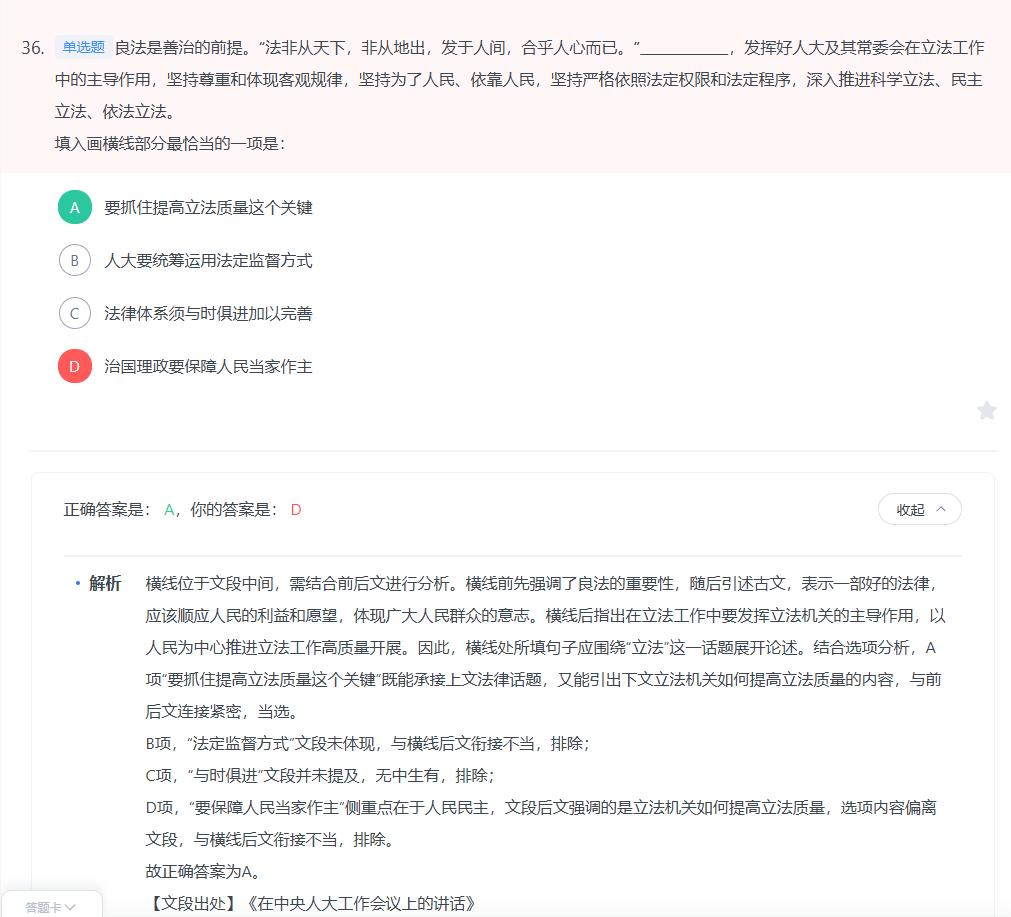 36. 单选题 良法是善治的前提。“法非从天下，非从地出，发于人间，合乎人心而已。”___________，发挥好人大及其常委会在立法工作
中的主导作用，坚持尊重和体现客观规律，坚持为了人民、依靠人民，坚持严格依照法定权限和法定程序，深入推进科学立法、民主
立法、依法立法。
填入画横线部分最恰当的一项是：
A 要抓住提高立法质量这个关键
B 人大要统筹运用法定监督方式
C 法律体系须与时俱进加以完善
D 治国理政要保障人民当家作主
正确答案是： A，你的答案是： D
收起
解析 横线位于文段中间，需结合前后文进行分析。横线前先强调了良法的重要性，随后引述古文，表示一部好的法律，
应该顺应人民的利益和愿望，体现广大人民群众的意志。横线后指出在立法工作中要发挥立法机关的主导作用，以
人民为中心推进立法工作高质量开展。因此，横线处所填句子应围绕“立法”这一话题展开论述。结合选项分析，A
项“要抓住提高立法质量这个关键”既能承接上文法律话题，又能引出下文立法机关如何提高立法质量的内容，与前
后文连接紧密，当选。
B项，“法定监督方式”文段未体现，与横线后文衔接不当，排除；
C项，“与时俱进”文段并未提及，无中生有，排除；
D项，“要保障人民当家作主”侧重点在于人民民主，文段后文强调的是立法机关如何提高立法质量，选项内容偏离
文段，与横线后文衔接不当，排除。
故正确答案为A。
【文段出处】《在中央人大工作会议上的讲话》
答题卡